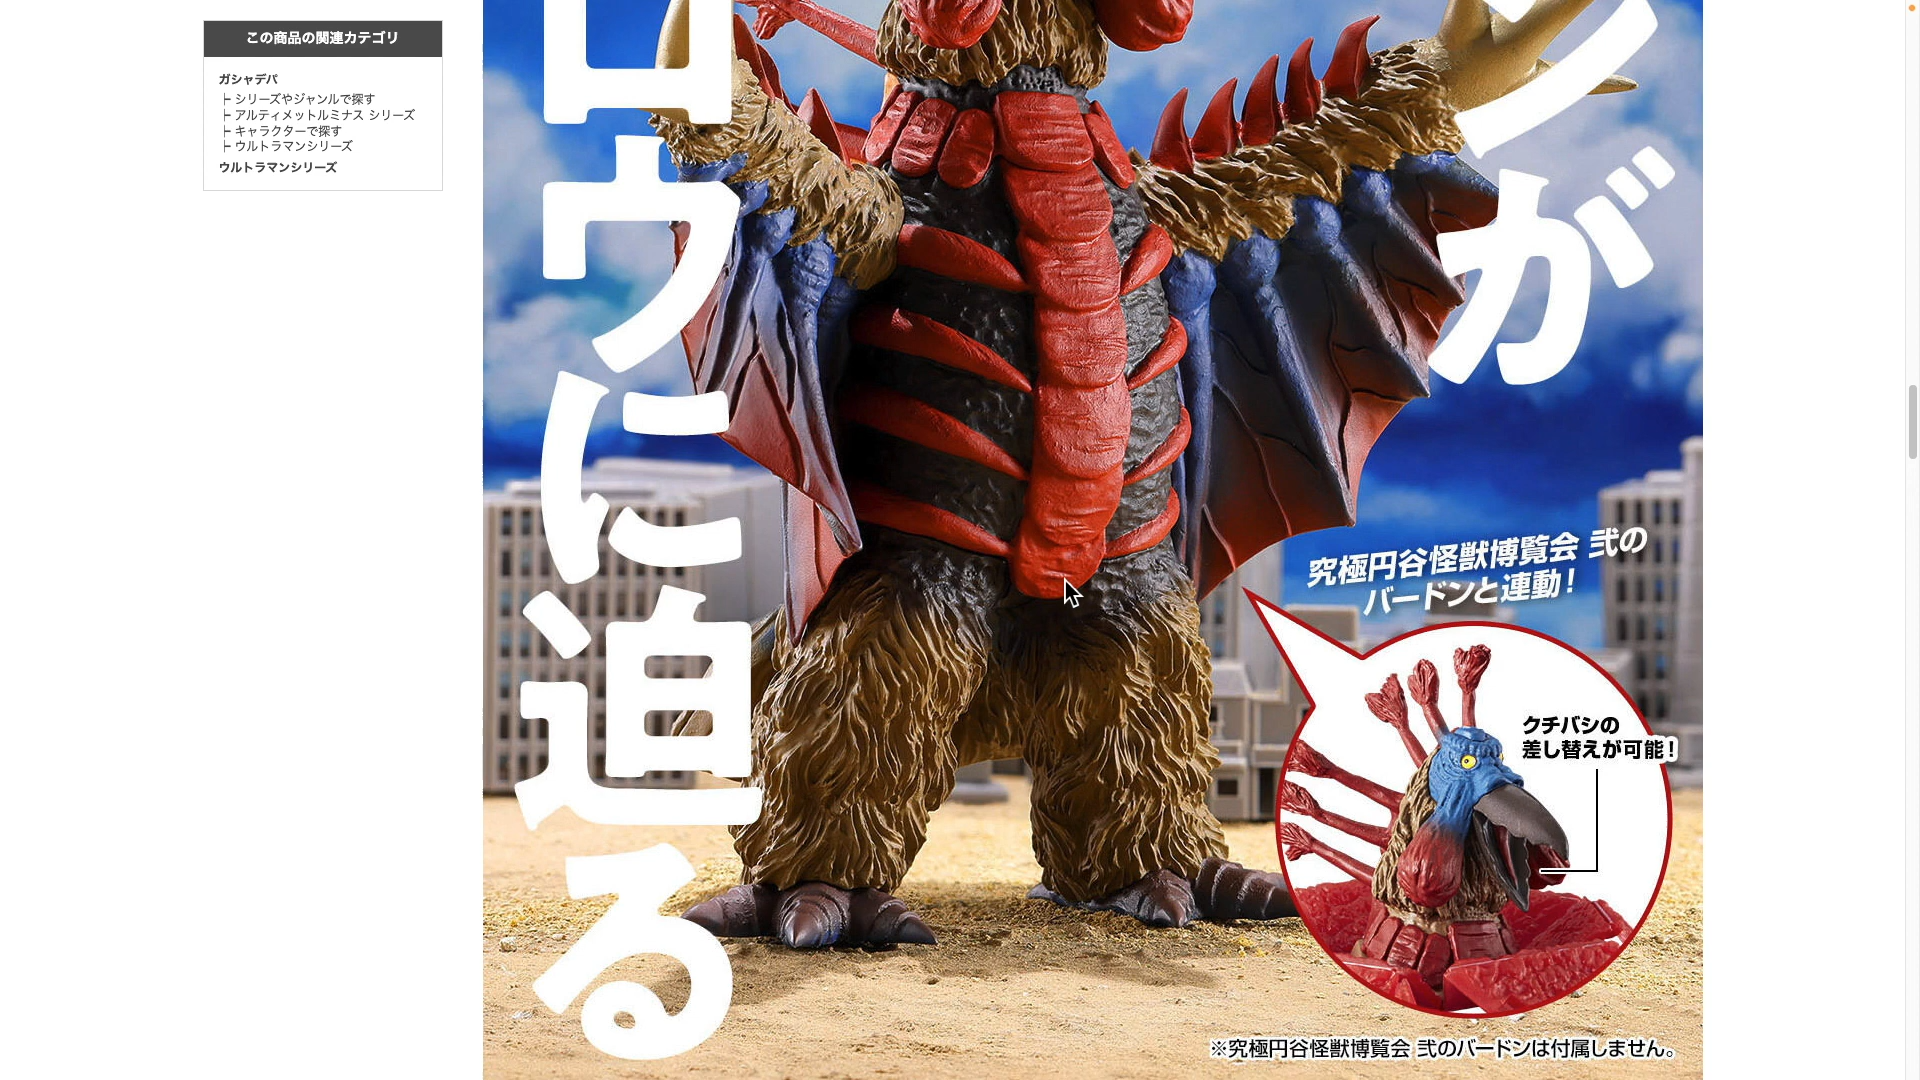 この商品の関連カテゴリ
ガシャデパ
┣ シリーズやジャンルで探す
┣ アルティメットルミナス シリーズ
┣ キャラクターで探す
┣ ウルトラマンシリーズ
ウルトラマンシリーズ
ンが
ロウに迫る
究極円谷怪獣博覧会 弐の
バードンと連動！
クチバシの
差し替えが可能！
※究極円谷怪獣博覧会 弐のバードンは付属しません。